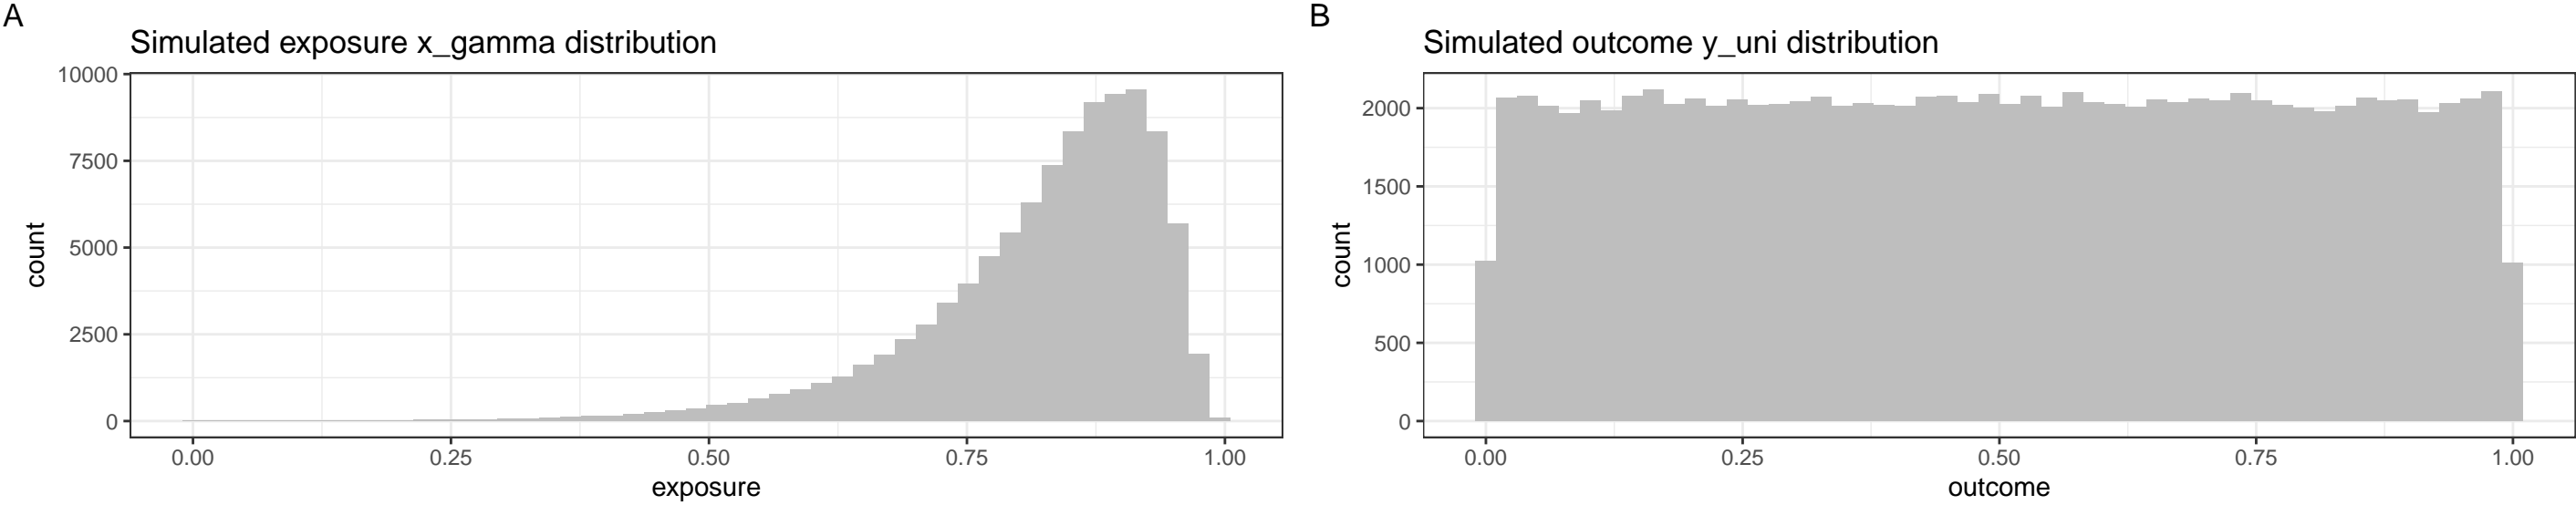 A
Simulated exposure x_gamma distribution
10000
7500
5000
2500
0
count
0.00 0.25 0.50 0.75 1.00
exposure
B
Simulated outcome y_uni distribution
2000
1500
1000
500
0
count
0.00 0.25 0.50 0.75 1.00
outcome